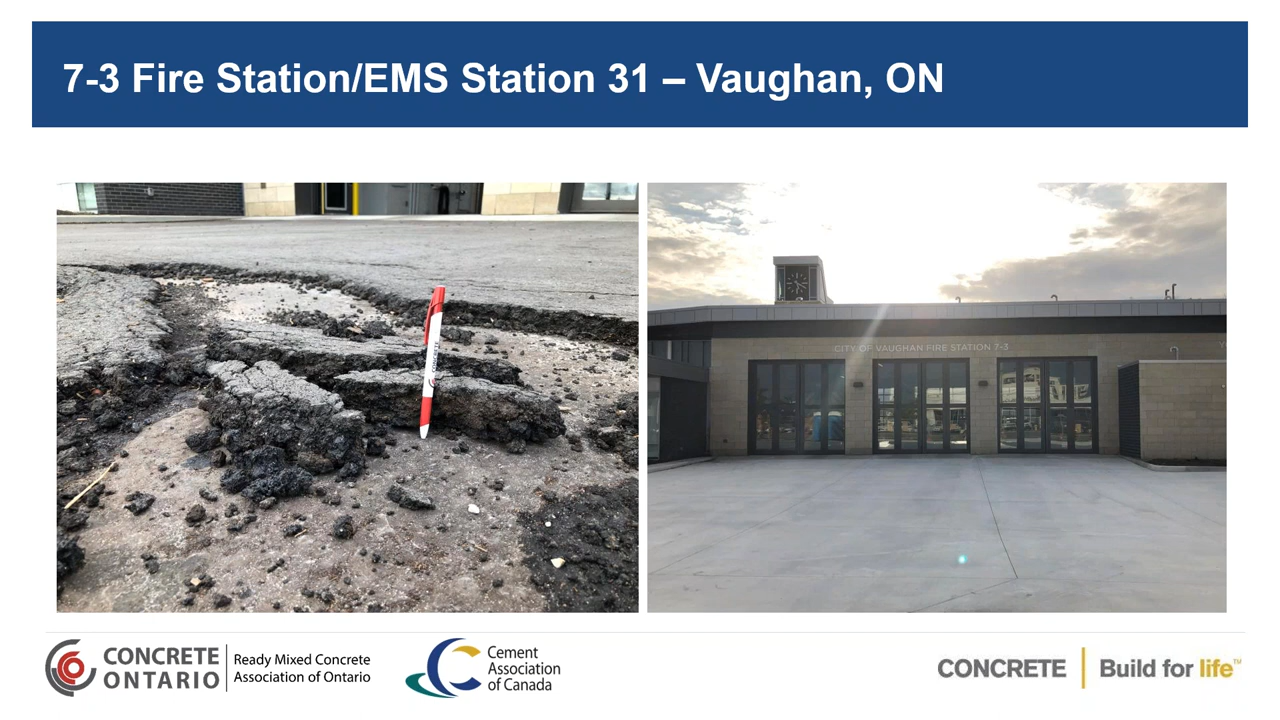 7-3 Fire Station/EMS Station 31 – Vaughan, ON
CONCRETE
CITY OF VAUGHAN FIRE STATION 7-3
CONCRETE
ONTARIO
Ready Mixed Concrete
Association of Ontario
Cement
Association
of Canada
CONCRETE
Build for life™